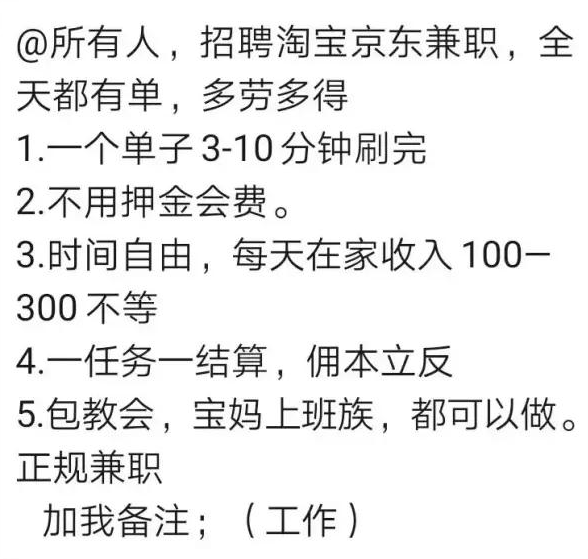 @所有人，招聘淘宝京东兼职，全
天都有单，多劳多得
1.一个单子3-10分钟刷完
2.不用押金会费。
3.时间自由，每天在家收入100—
300不等
4.一任务一结算，佣本立反
5.包教会，宝妈上班族，都可以做。
正规兼职
加我备注；（工作）